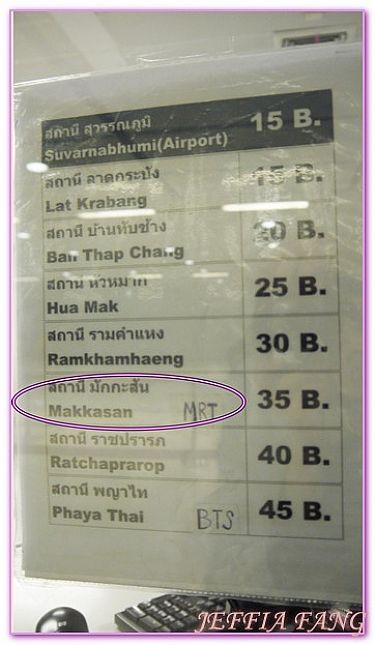 สถานี สุวรรณภูมิ
Suvarnabhumi(Airport) 15 B.
สถานี ลาดกระบัง
Lat Krabang 15 B.
สถานี บ้านทับช้าง
Ban Thap Chang 20 B.
สถานี หัวหมาก
Hua Mak 25 B.
สถานี รามคำแหง
Ramkhamhaeng 30 B.
สถานี มักกะสัน
Makkasan MRT 35 B.
สถานี ราชปรารภ
Ratchaprarop 40 B.
สถานี พญาไท
Phaya Thai BTS 45 B.
JEFFIA FANG